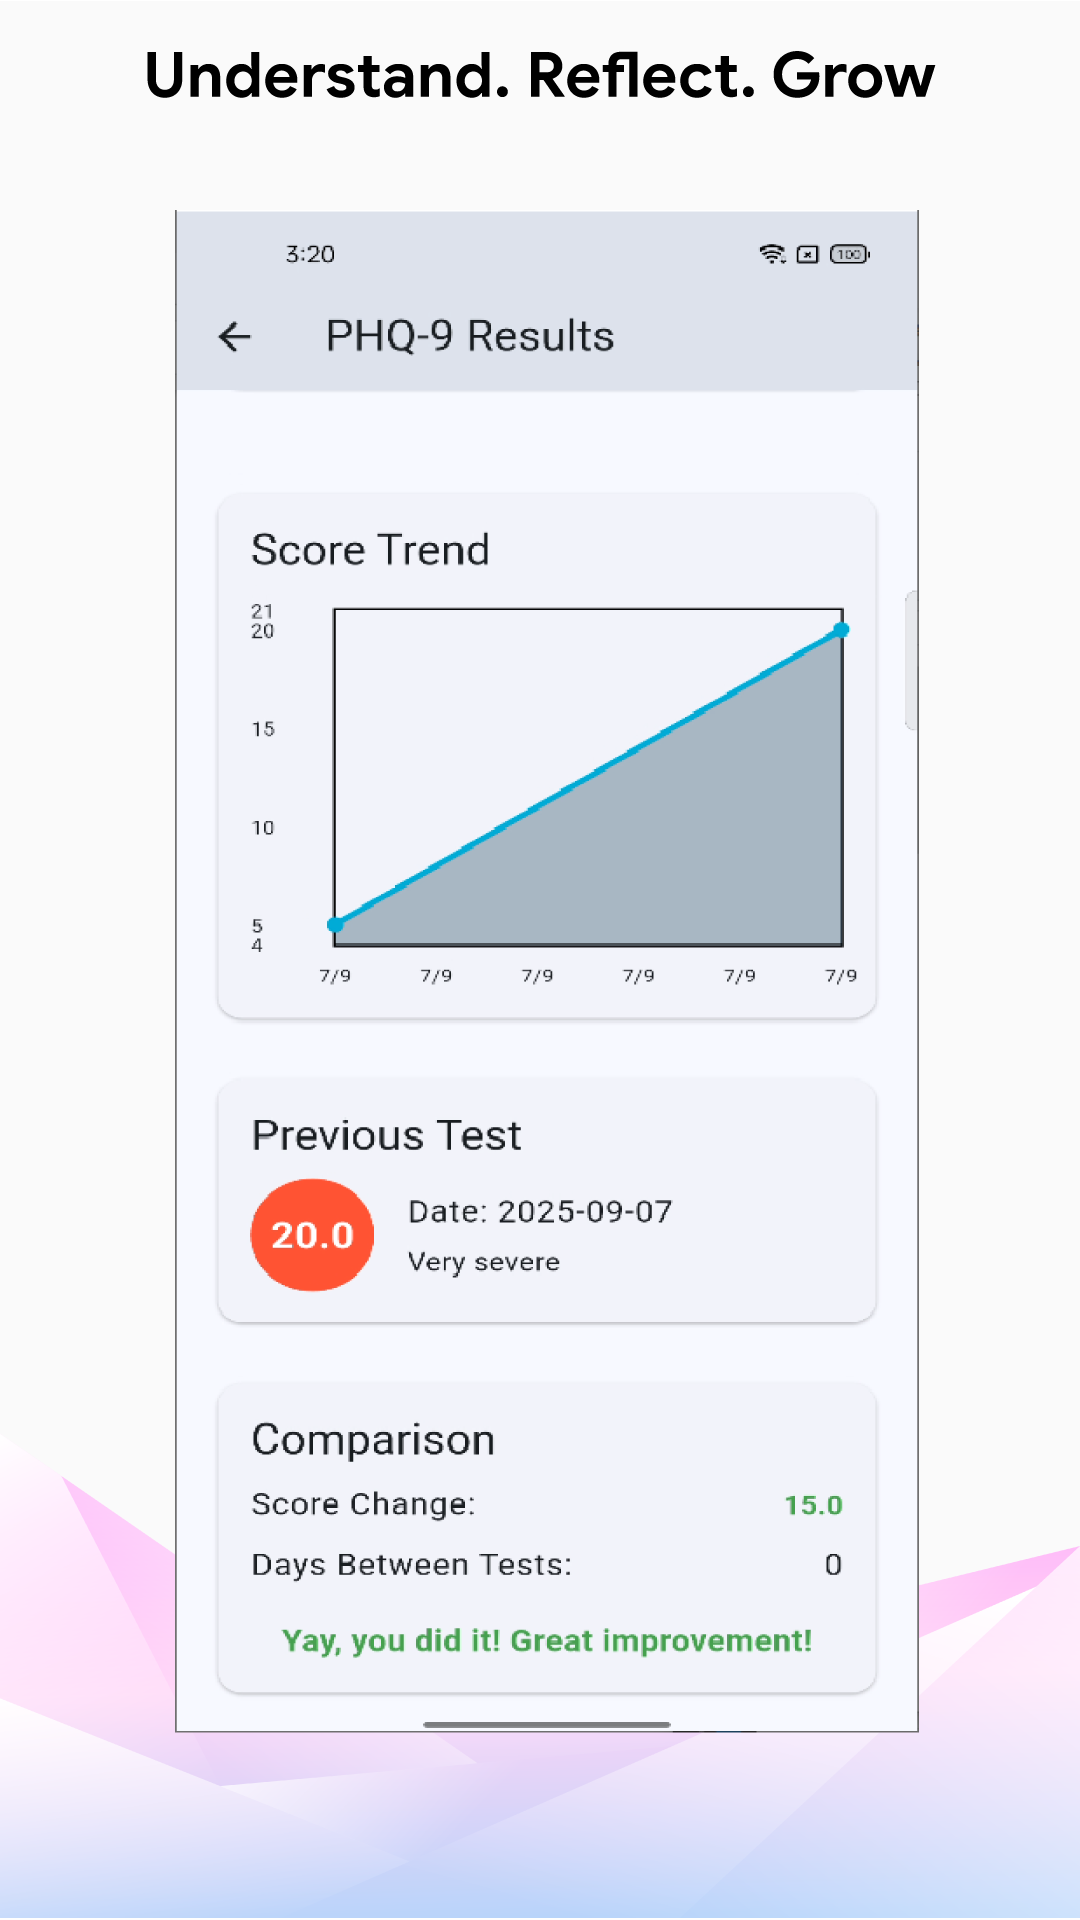 Understand. Reflect. Grow
3:20
100
PHQ-9 Results
Score Trend
21
20
15
10
5
4
7/9 7/9 7/9 7/9 7/9 7/9
Previous Test
20.0
Date: 2025-09-07
Very severe
Comparison
Score Change: 15.0
Days Between Tests: 0
Yay, you did it! Great improvement!